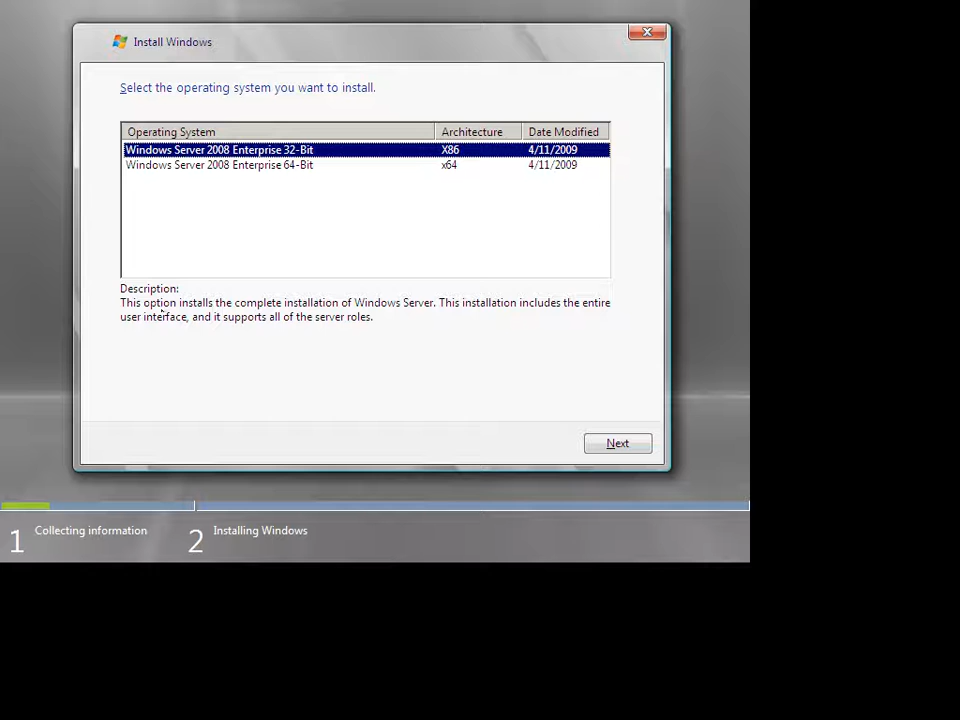 Install Windows
Select the operating system you want to install.
Operating System Architecture Date Modified
Windows Server 2008 Enterprise 32-Bit X86 4/11/2009
Windows Server 2008 Enterprise 64-Bit x64 4/11/2009
Description:
This option installs the complete installation of Windows Server. This installation includes the entire
user interface, and it supports all of the server roles.
Next
1 Collecting information 2 Installing Windows